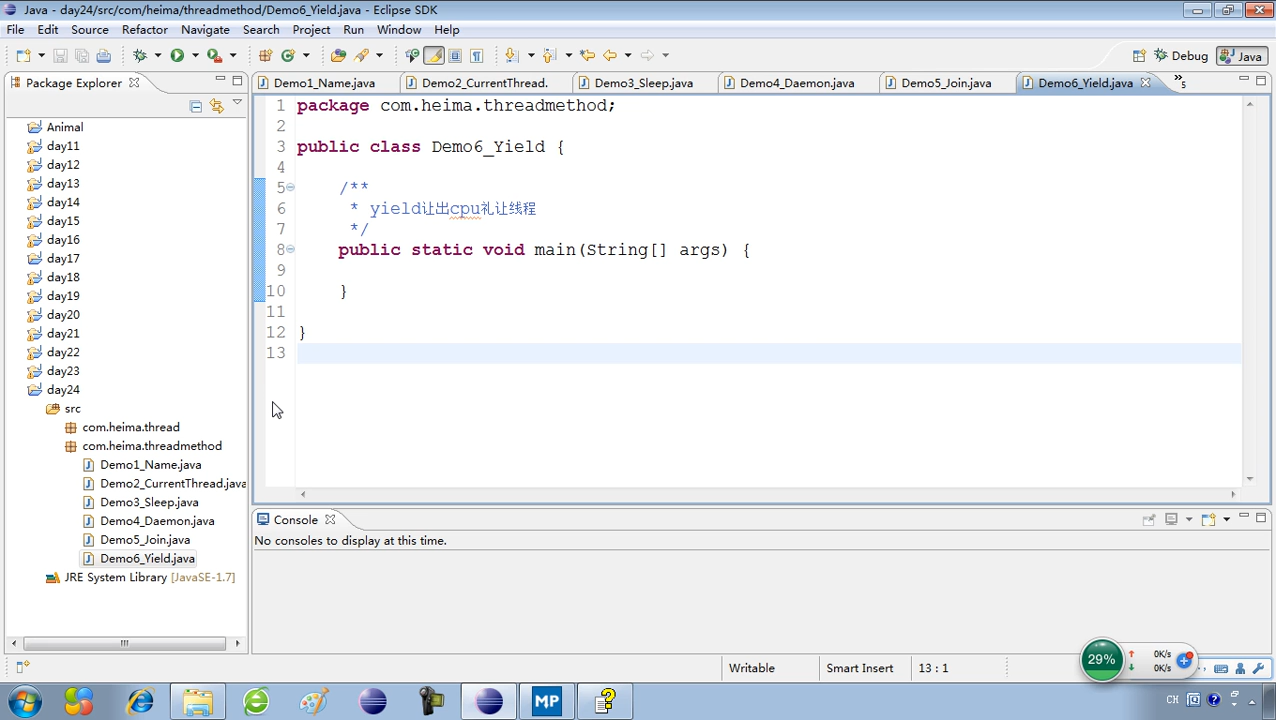 Java - day24/src/com/heima/threadmethod/Demo6_Yield.java - Eclipse SDK
File Edit Source Refactor Navigate Search Project Run Window Help
Debug Java
Package Explorer
Demo1_Name.java Demo2_CurrentThread. Demo3_Sleep.java Demo4_Daemon.java Demo5_Join.java Demo6_Yield.java »5
Animal
day11
day12
day13
day14
day15
day16
day17
day18
day19
day20
day21
day22
day23
day24
src
com.heima.thread
com.heima.threadmethod
Demo1_Name.java
Demo2_CurrentThread.java
Demo3_Sleep.java
Demo4_Daemon.java
Demo5_Join.java
Demo6_Yield.java
JRE System Library [JavaSE-1.7]
1 package com.heima.threadmethod;
2
3 public class Demo6_Yield {
4
5 /**
6 * yield让出cpu礼让线程
7 */
8 public static void main(String[] args) {
9
10 }
11
12 }
13
Console
No consoles to display at this time.
Writable Smart Insert 13 : 1
29% 0K/s
0K/s
MP
CH